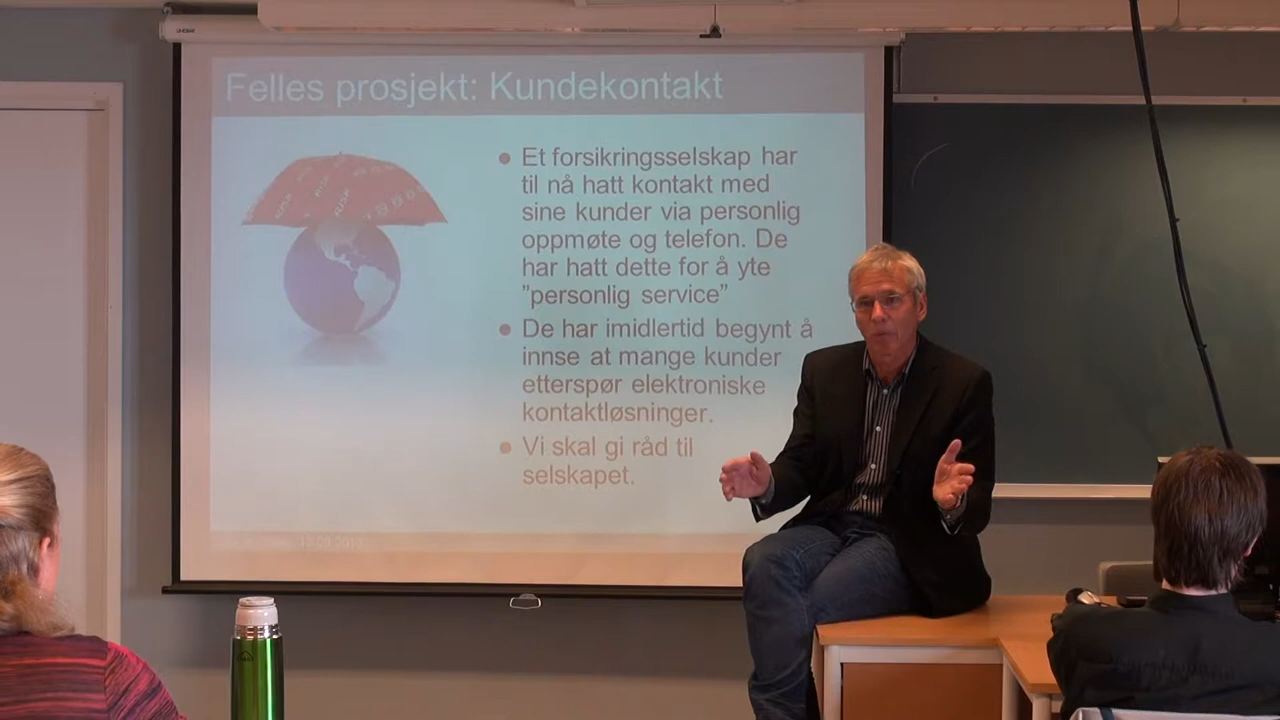 Felles prosjekt: Kundekontakt
Et forsikringsselskap har
til nå hatt kontakt med
sine kunder via personlig
oppmøte og telefon. De
har hatt dette for å yte
”personlig service”
De har imidlertid begynt å
innse at mange kunder
etterspør elektroniske
kontaktløsninger.
Vi skal gi råd til
selskapet.
RISK
RISK